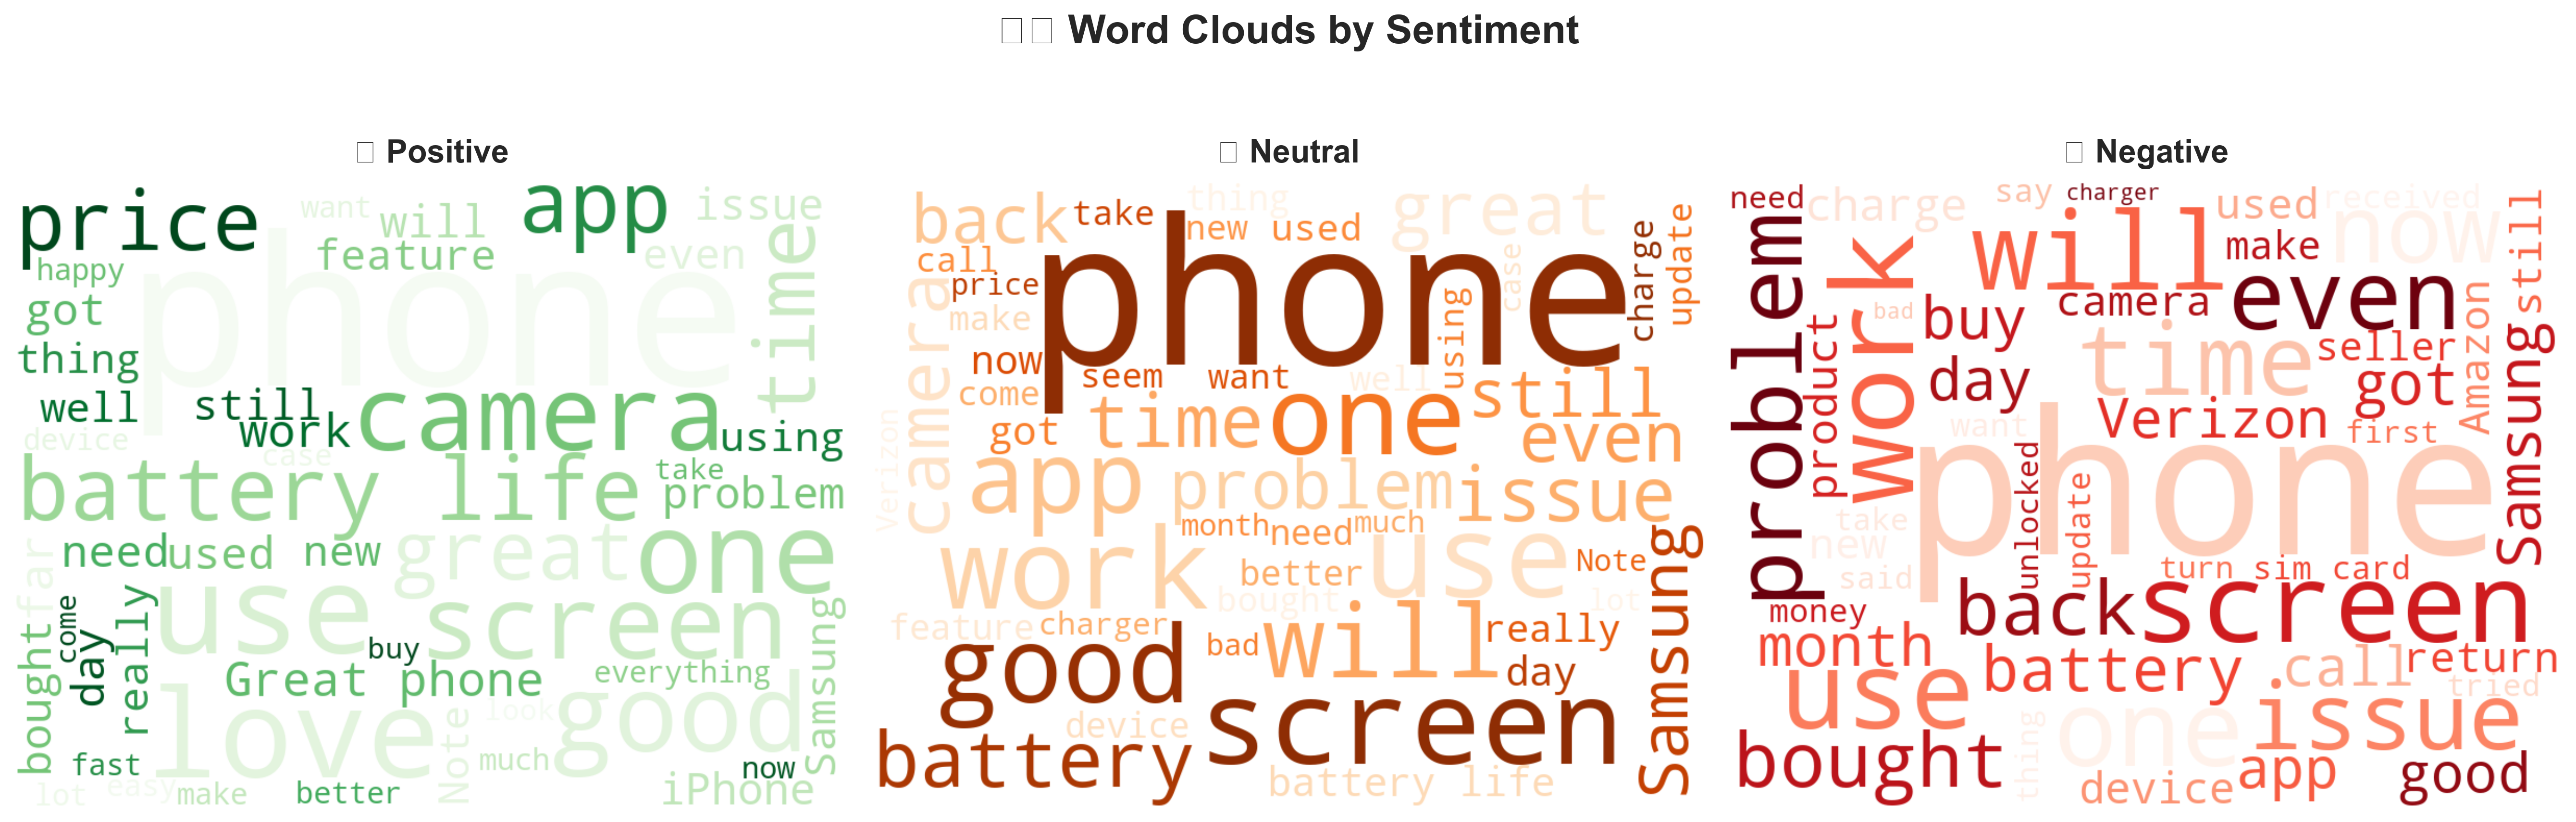 Word Clouds by Sentiment
Positive
price
want
will
app
issue
happy
feature
even
time
got
phone
thing
well
still
work
camera
using
device
case
battery life
take
problem
far
need
used
new
great
one
come
day
really
use
screen
bought
buy
Great phone
everything
Samsung
love
Note
look
good
fast
much
now
lot
easy
make
better
iPhone
Neutral
back
take
thing
new
used
great
call
price
make
camera
phone
using
case
charge
update
now
come
seem
want
well
got
time
one
still
even
Verizon
app
problem
issue
work
month
need
much
use
better
Note
bought
lot
feature
charger
good
bad
will
really
day
Samsung
device
battery
screen
battery life
Negative
need
charge
say
charger
used
received
now
still
problem
work
will
make
bad
buy
camera
even
product
day
time
seller
got
Amazon
Samsung
Verizon
first
want
phone
take
new
said
unlocked
update
turn
sim card
money
back
screen
month
battery
call
return
use
tried
thing
one
issue
bought
device
app
good